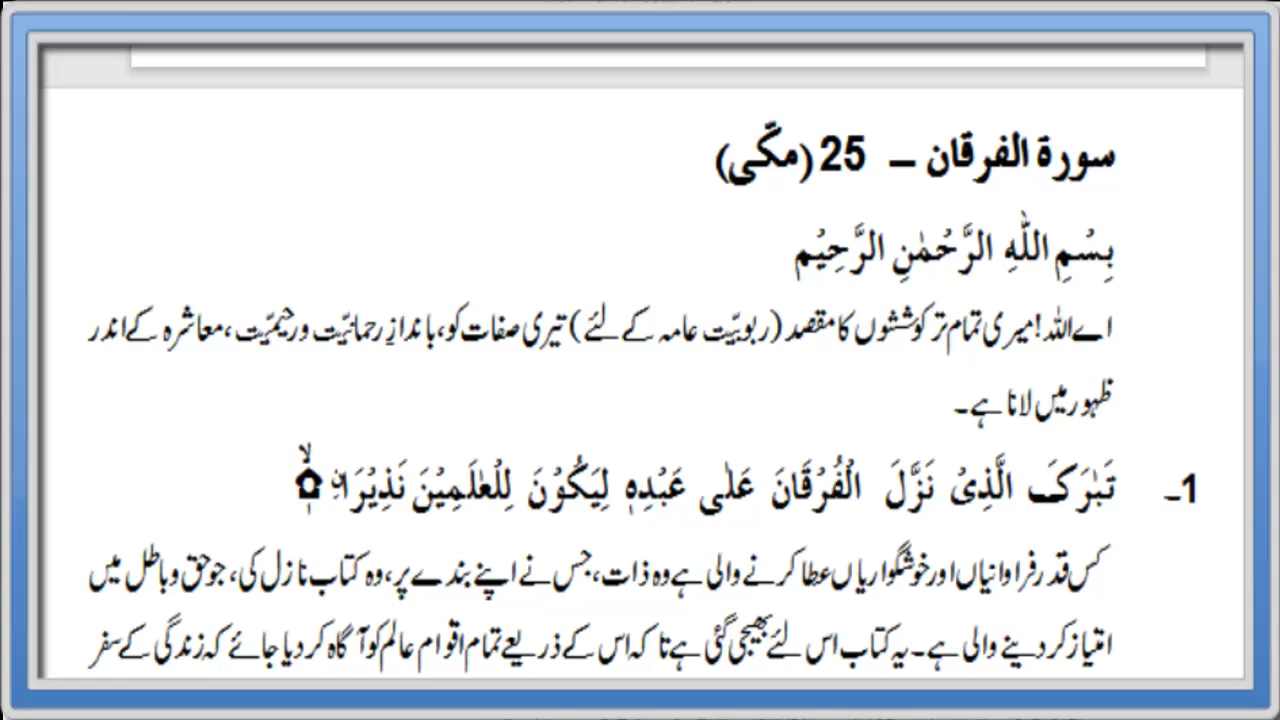 سورة الفرقان – 25 (مکّی)
بِسْمِ اللّٰهِ الرَّحْمٰنِ الرَّحِيْمِ
اے اللہ! میری تمام تر کوششوں کا مقصد (ربوبیّت عامہ کے لئے) تیری صفات کو، بانداز رحمانیّت ورحیمیّت، معاشرہ کے اندر
ظہور میں لانا ہے۔
1۔ تَبٰرَكَ الَّذِىْ نَزَّلَ الْفُرْقَانَ عَلٰى عَبْدِهٖ لِيَكُوْنَ لِلْعٰلَمِيْنَ نَذِيْرَا ۙ
کس قدر فراوانیاں اور خوشگواریاں عطا کرنے والی ہے وہ ذات، جس نے اپنے بندے پر، وہ کتاب نازل کی، جو حق و باطل میں
امتیاز کر دینے والی ہے۔ یہ کتاب اس لئے بھیجی گئی ہے تا کہ اس کے ذریعے تمام اقوام عالم کو آگاہ کر دیا جائے کہ زندگی کے سفر